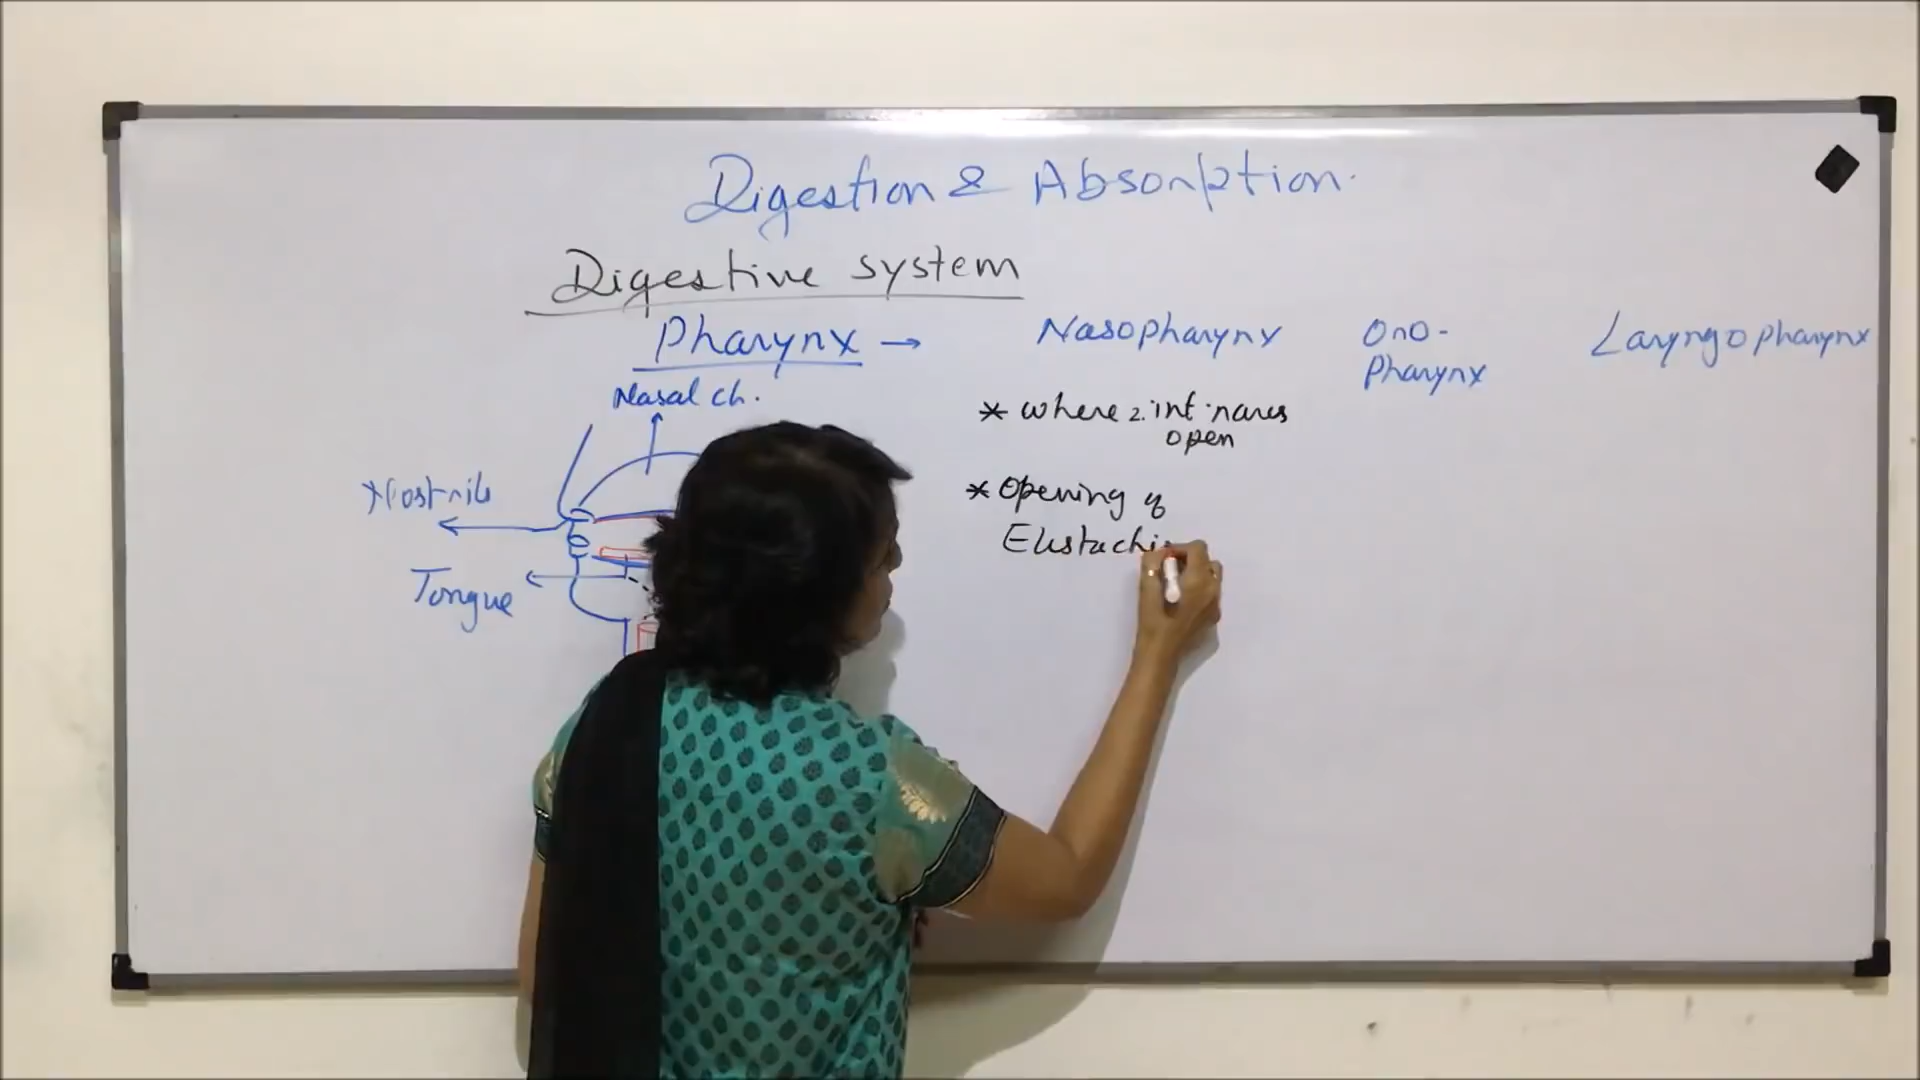 Digestion & Absorption.
Digestive system
Pharynx →
Nasopharynx
Oro-
Pharynx
Laryngopharynx
Nasal ch.
Nostrils
Tongue
* where 2. int. nares
open
* Opening of
Eustachi